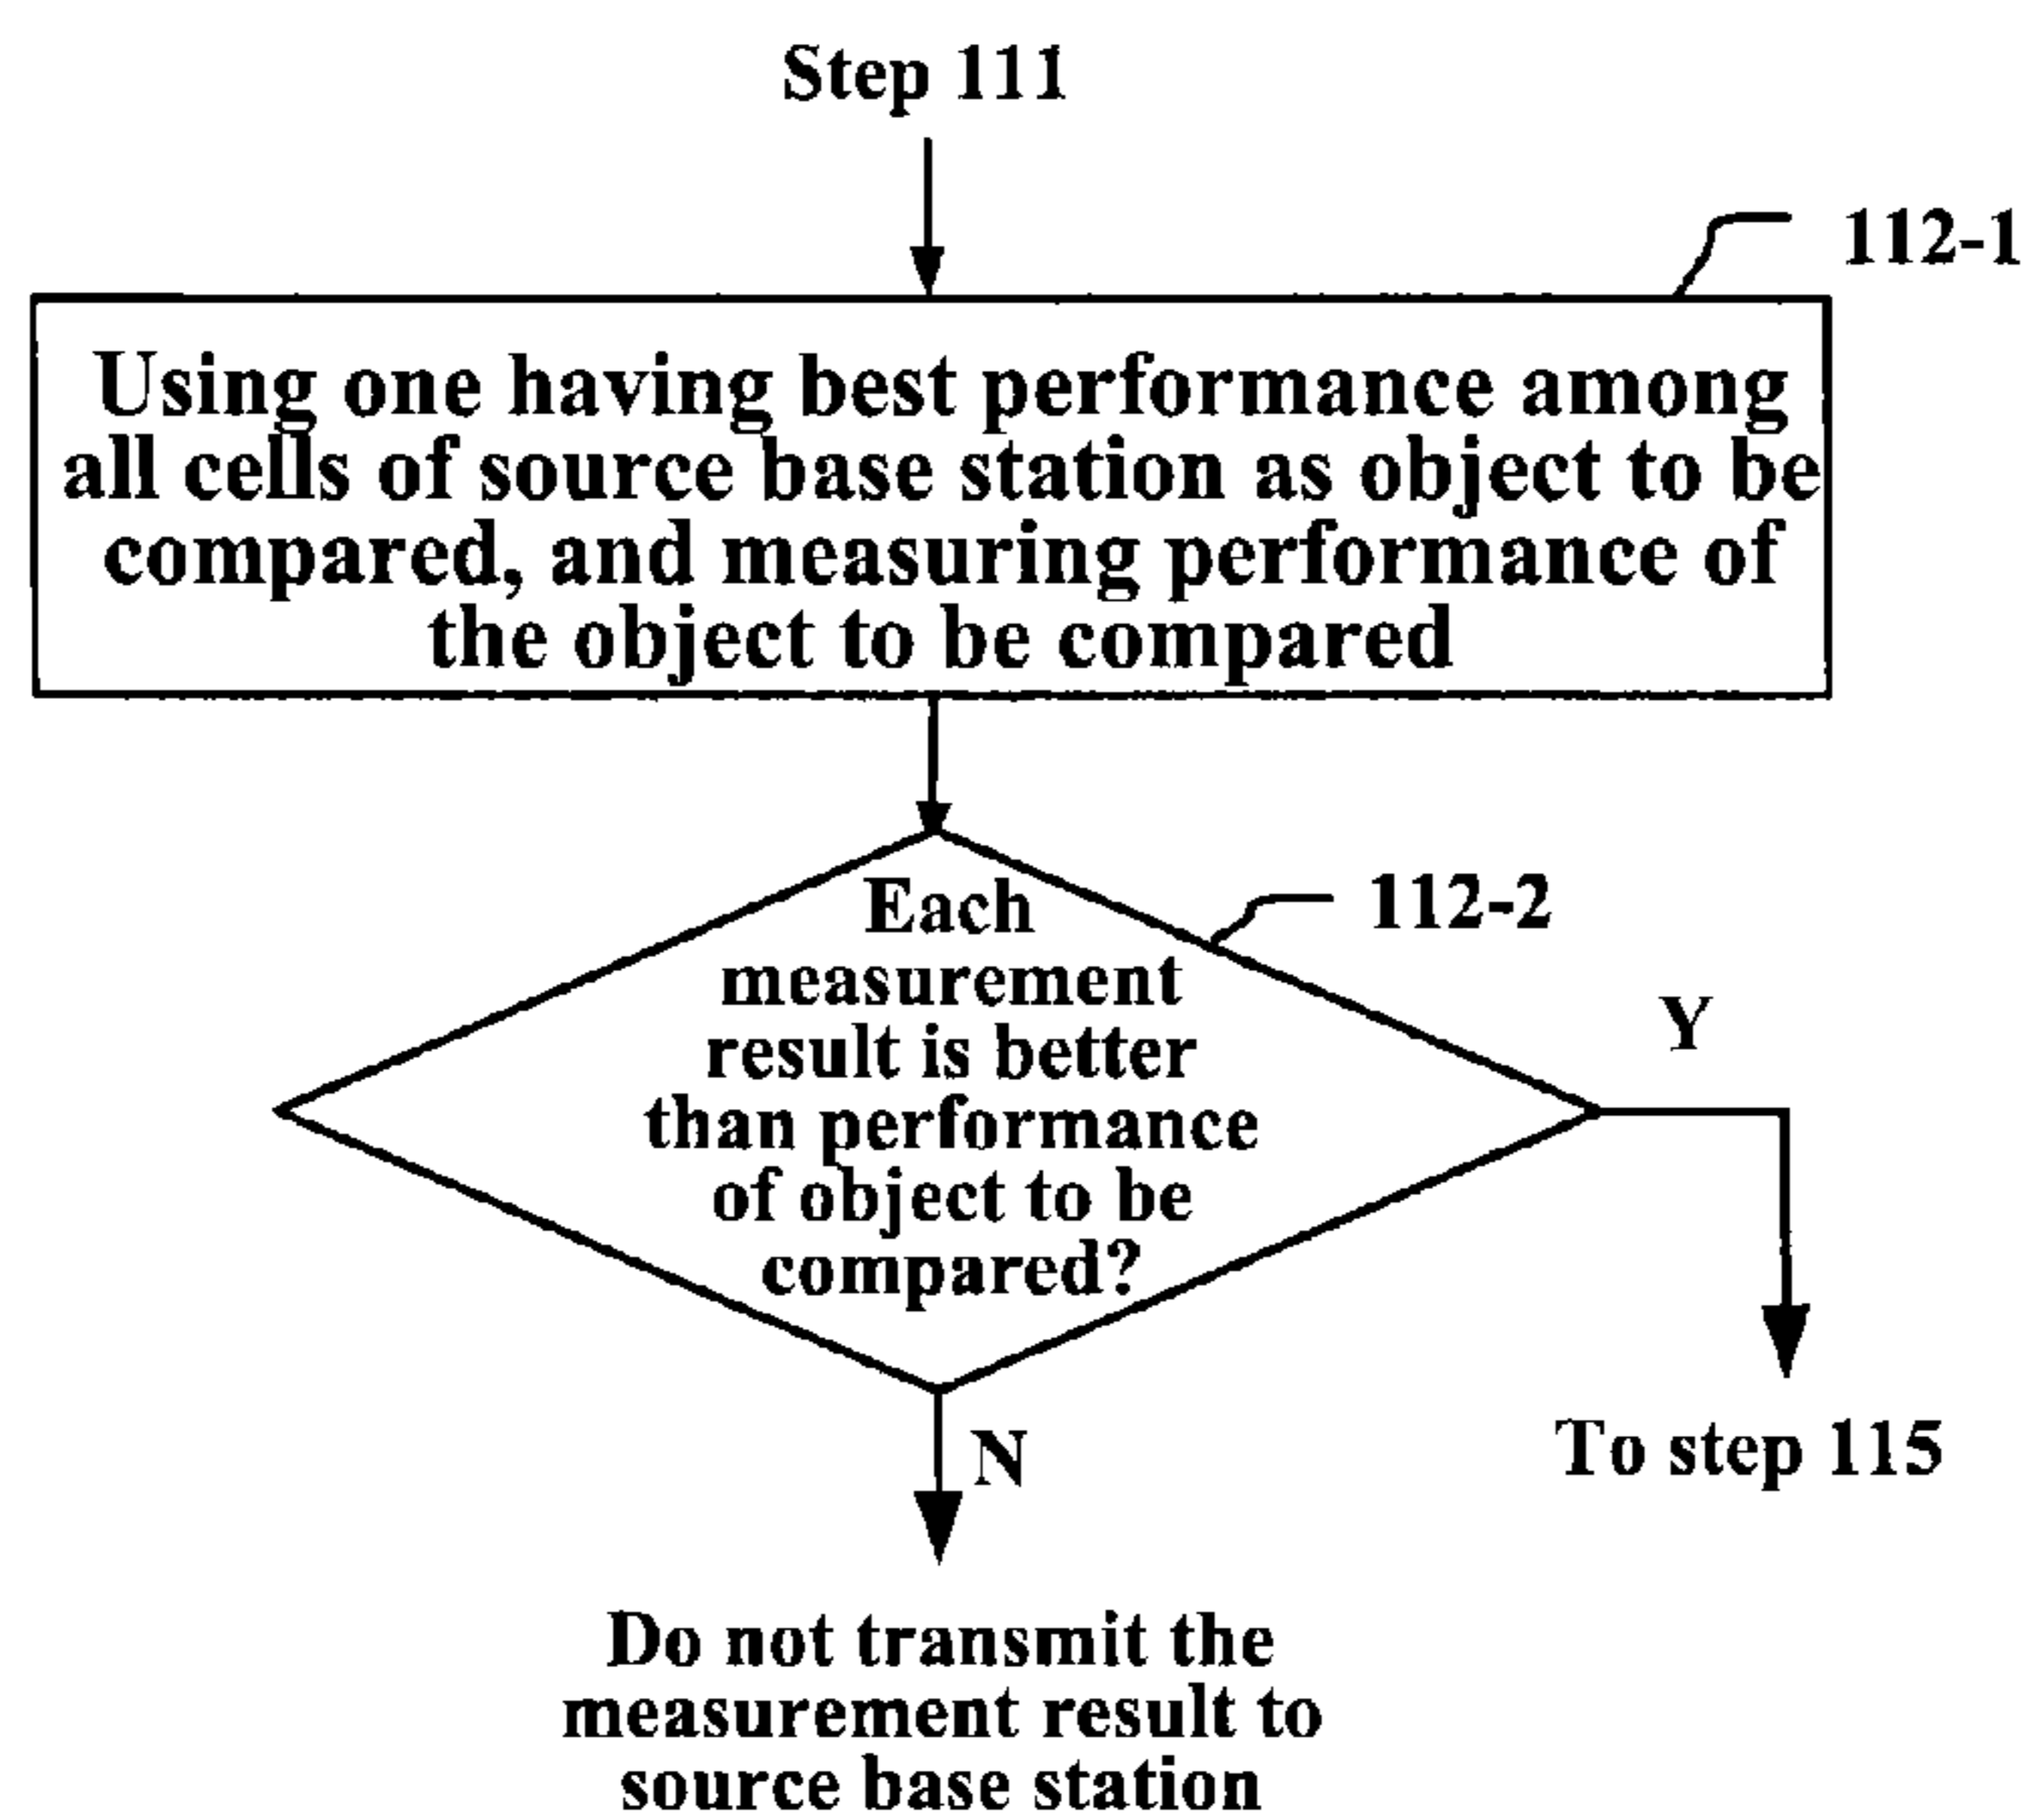 Step 111
112-1
Using one having best performance among
all cells of source base station as object to be
compared, and measuring performance of
the object to be compared
112-2
Each
measurement
result is better
than performance
of object to be
compared?
Y
To step 115
N
Do not transmit the
measurement result to
source base station